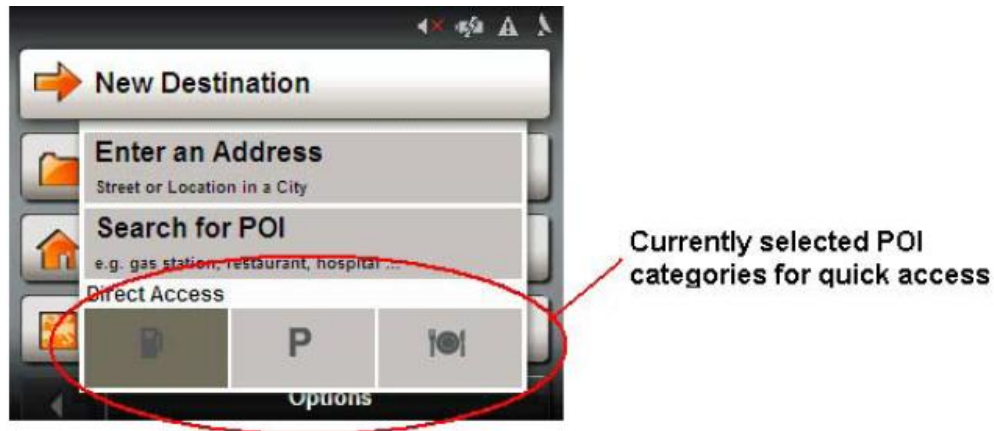 New Destination
Enter an Address
Street or Location in a City
Search for POI
e.g. gas station, restaurant, hospital ...
Direct Access
P
Options
Currently selected POI
categories for quick access